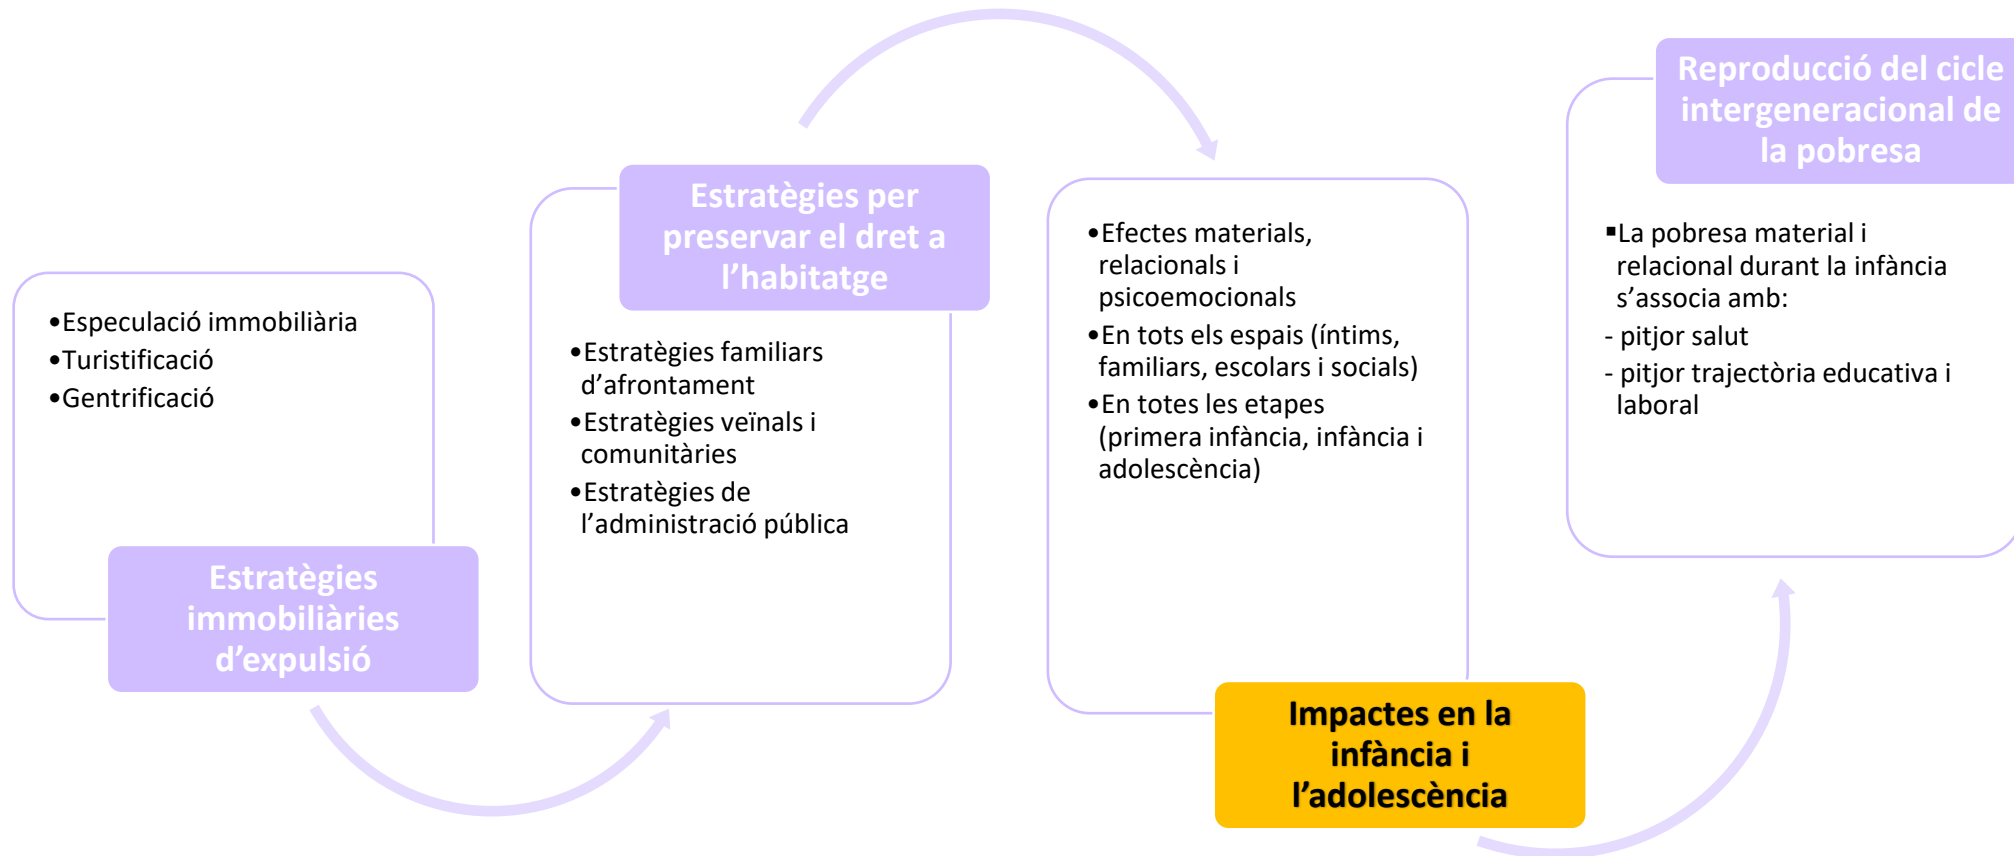 •Especulació immobiliària
•Turistificació
•Gentrificació
Estratègies
immobiliàries
d’expulsió
Estratègies per
preservar el dret a
l’habitatge
•Estratègies familiars
d’afrontament
•Estratègies veïnals i
comunitàries
•Estratègies de
l’administració pública
•Efectes materials,
relacionals i
psicoemocionals
•En tots els espais (íntims,
familiars, escolars i socials)
•En totes les etapes
(primera infància, infància i
adolescència)
Impactes en la
infància i
l’adolescència
Reproducció del cicle
intergeneracional de
la pobresa
▪La pobresa material i
relacional durant la infància
s’associa amb:
- pitjor salut
- pitjor trajectòria educativa i
laboral